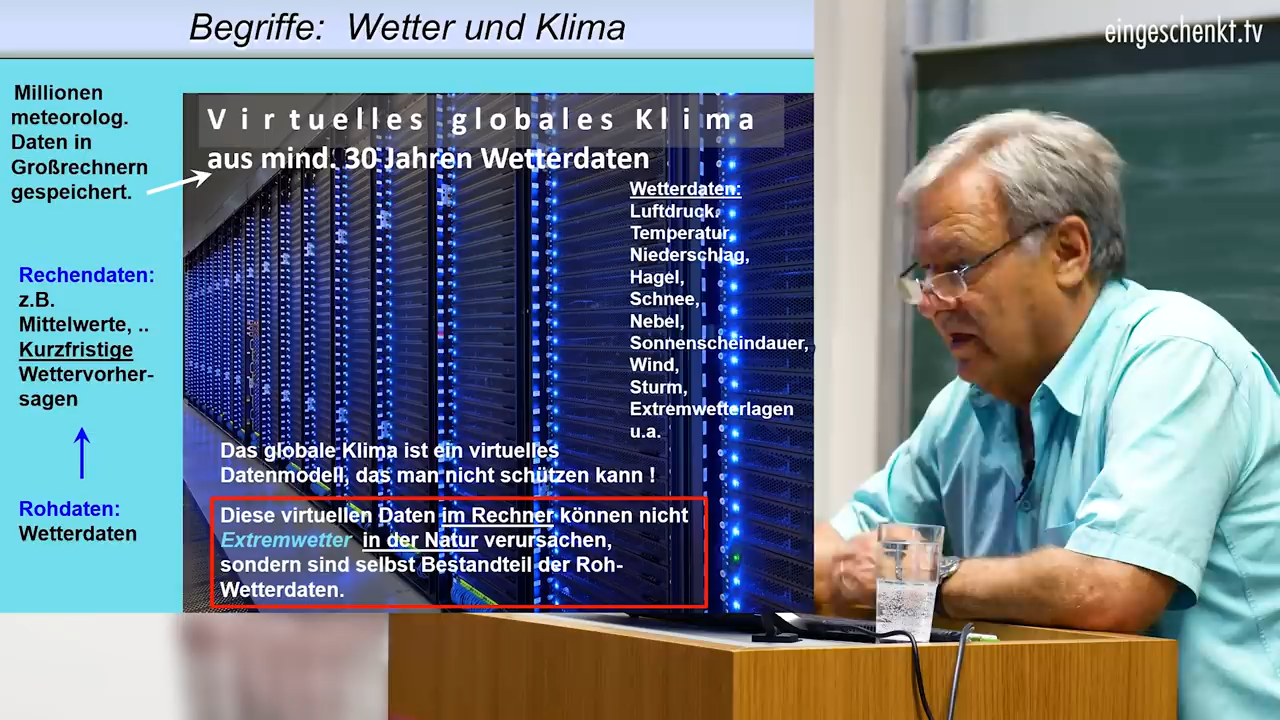 Begriffe: Wetter und Klima
eingeschenkt.tv
Millionen
meteorolog.
Daten in
Großrechnern
gespeichert.
Virtuelles globales Klima
aus mind. 30 Jahren Wetterdaten
Wetterdaten:
Luftdruck,
Temperatur,
Niederschlag,
Hagel,
Schnee,
Nebel,
Sonnenscheindauer,
Wind,
Sturm,
Extremwetterlagen
u.a.
Rechendaten:
z.B.
Mittelwerte, ..
Kurzfristige
Wettervorher-
sagen
Rohdaten:
Wetterdaten
Das globale Klima ist ein virtuelles
Datenmodell, das man nicht schützen kann !
Diese virtuellen Daten im Rechner können nicht
Extremwetter in der Natur verursachen,
sondern sind selbst Bestandteil der Roh-
Wetterdaten.